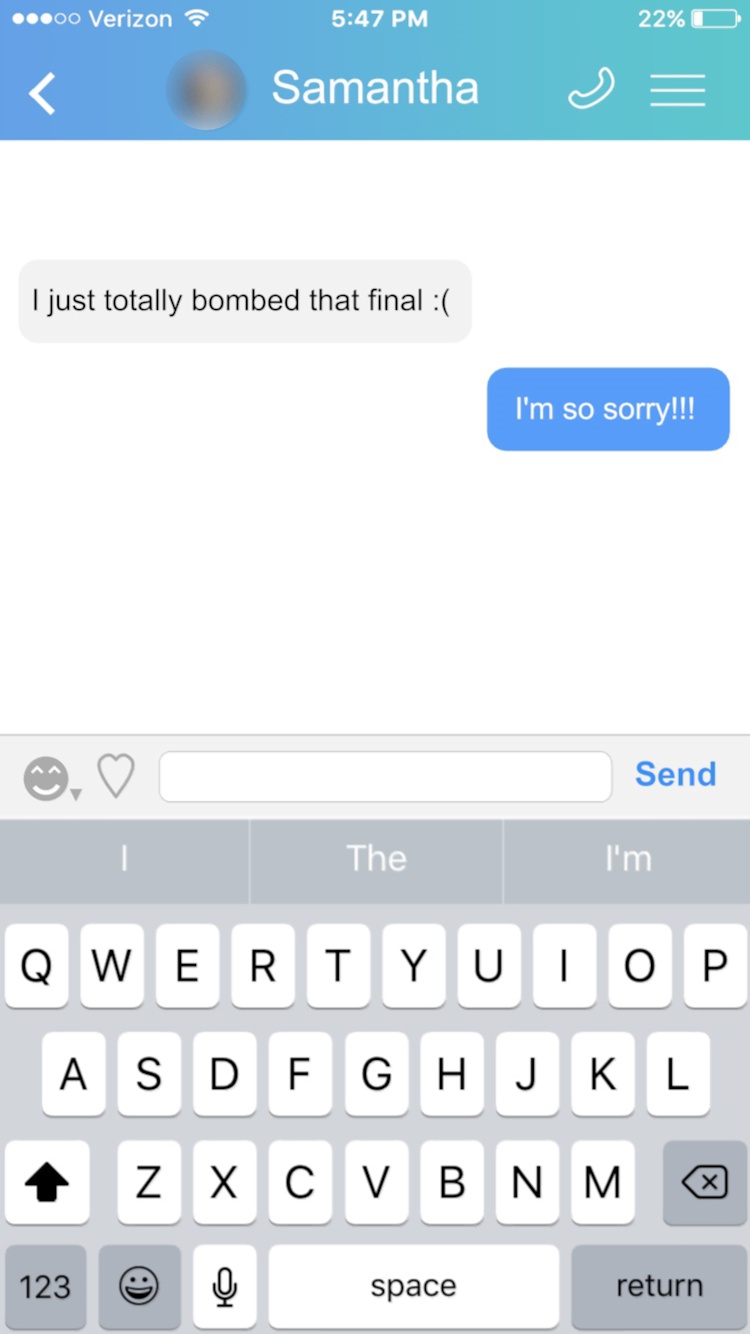 Verizon 5:47 PM 22%
Samantha
I just totally bombed that final :(
I'm so sorry!!!
Send
I The I'm
Q W E R T Y U I O P
A S D F G H J K L
Z X C V B N M
123 space return